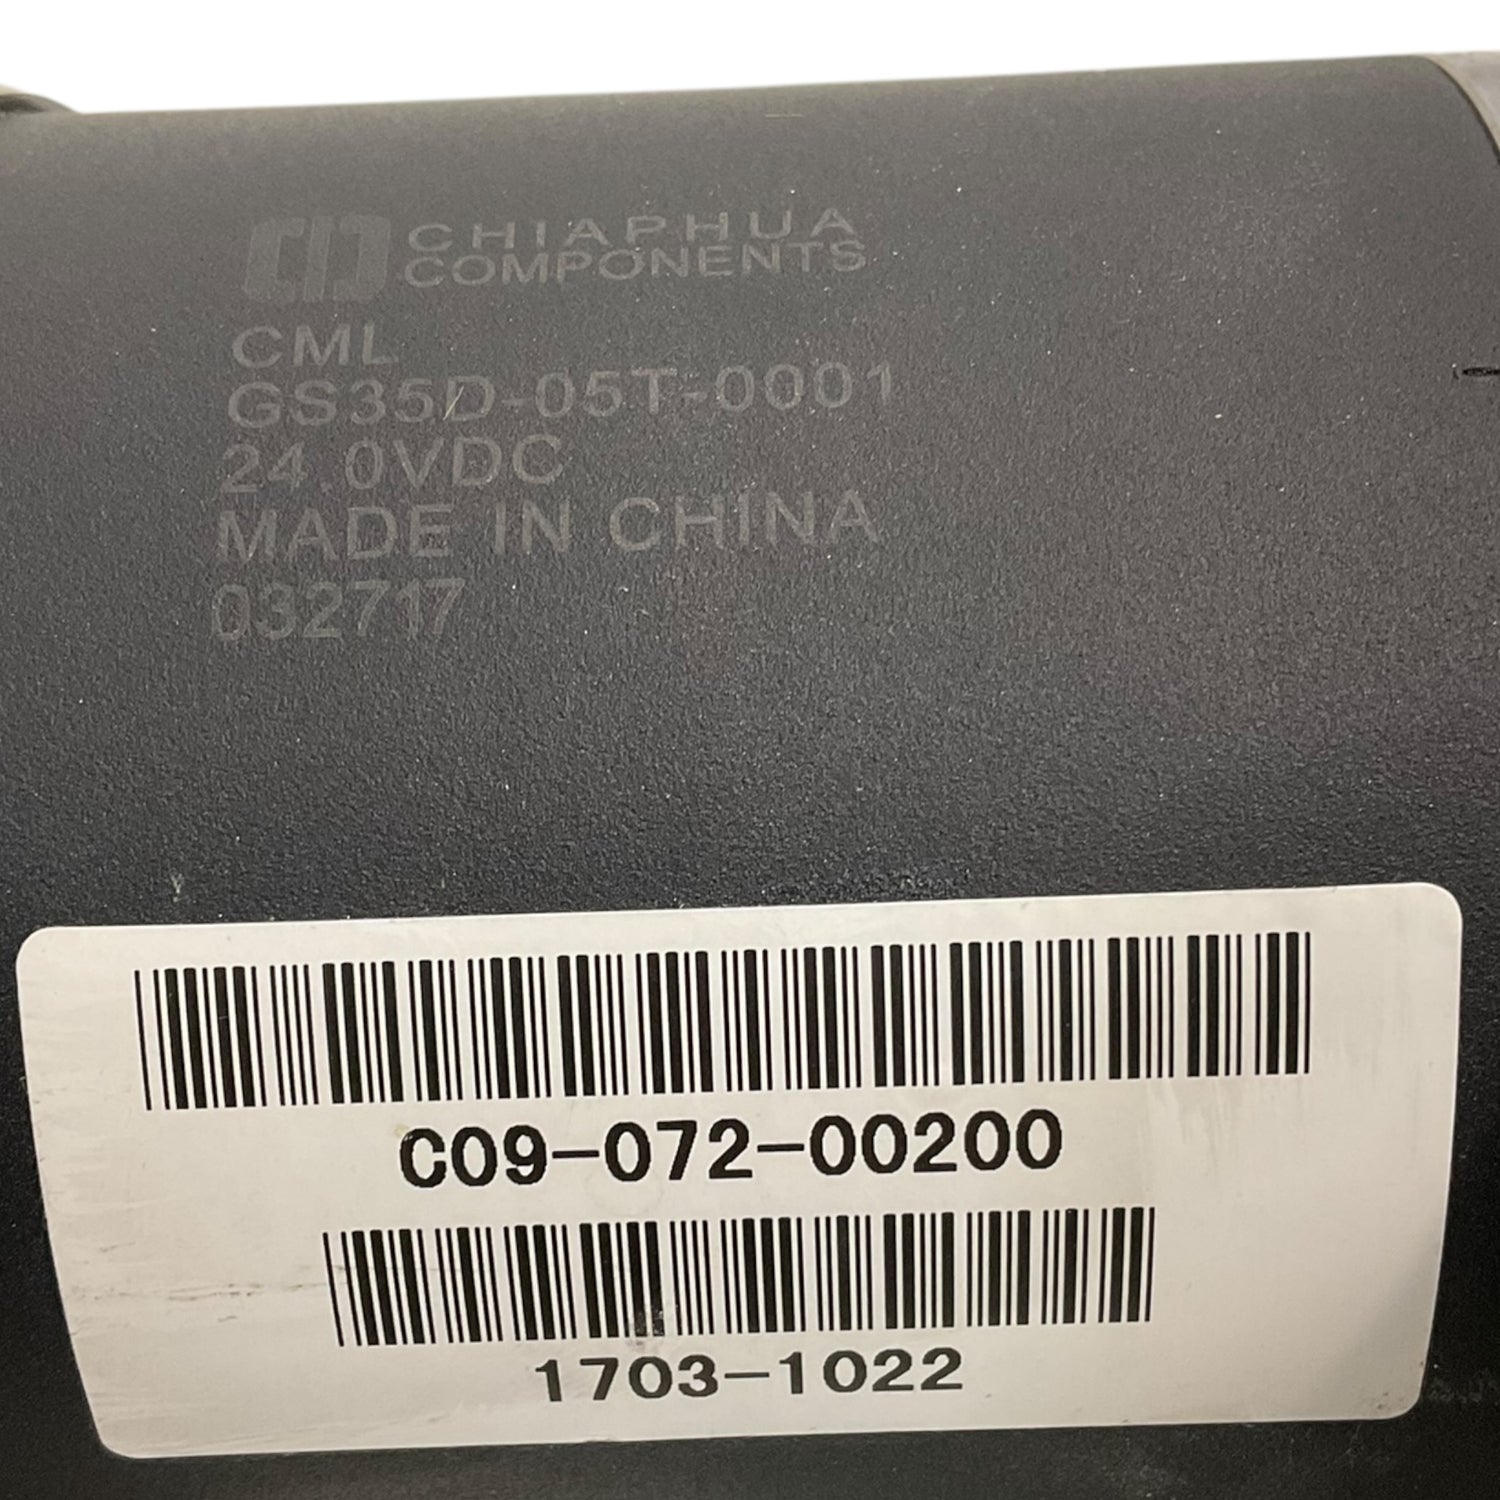 CHIAPHUA
COMPONENTS
CML
GS35D-05T-0001
24.0VDC
MADE IN CHINA
032717
C09-072-00200
1703-1022